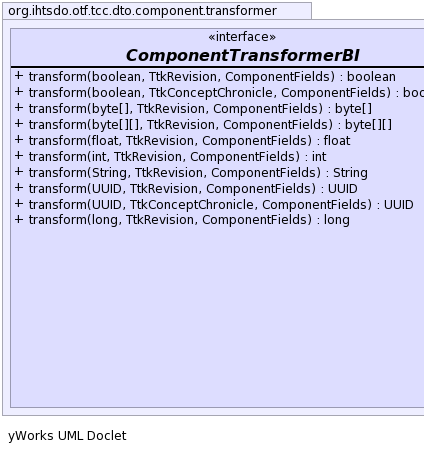 org.ihtsdo.otf.tcc.dto.component.transformer
«interface»
ComponentTransformerBI
+ transform(boolean, TtkRevision, ComponentFields) : boolean
+ transform(boolean, TtkConceptChronicle, ComponentFields) : boo
+ transform(byte[], TtkRevision, ComponentFields) : byte[]
+ transform(byte[][], TtkRevision, ComponentFields) : byte[][]
+ transform(float, TtkRevision, ComponentFields) : float
+ transform(int, TtkRevision, ComponentFields) : int
+ transform(String, TtkRevision, ComponentFields) : String
+ transform(UUID, TtkRevision, ComponentFields) : UUID
+ transform(UUID, TtkConceptChronicle, ComponentFields) : UUID
+ transform(long, TtkRevision, ComponentFields) : long
yWorks UML Doclet